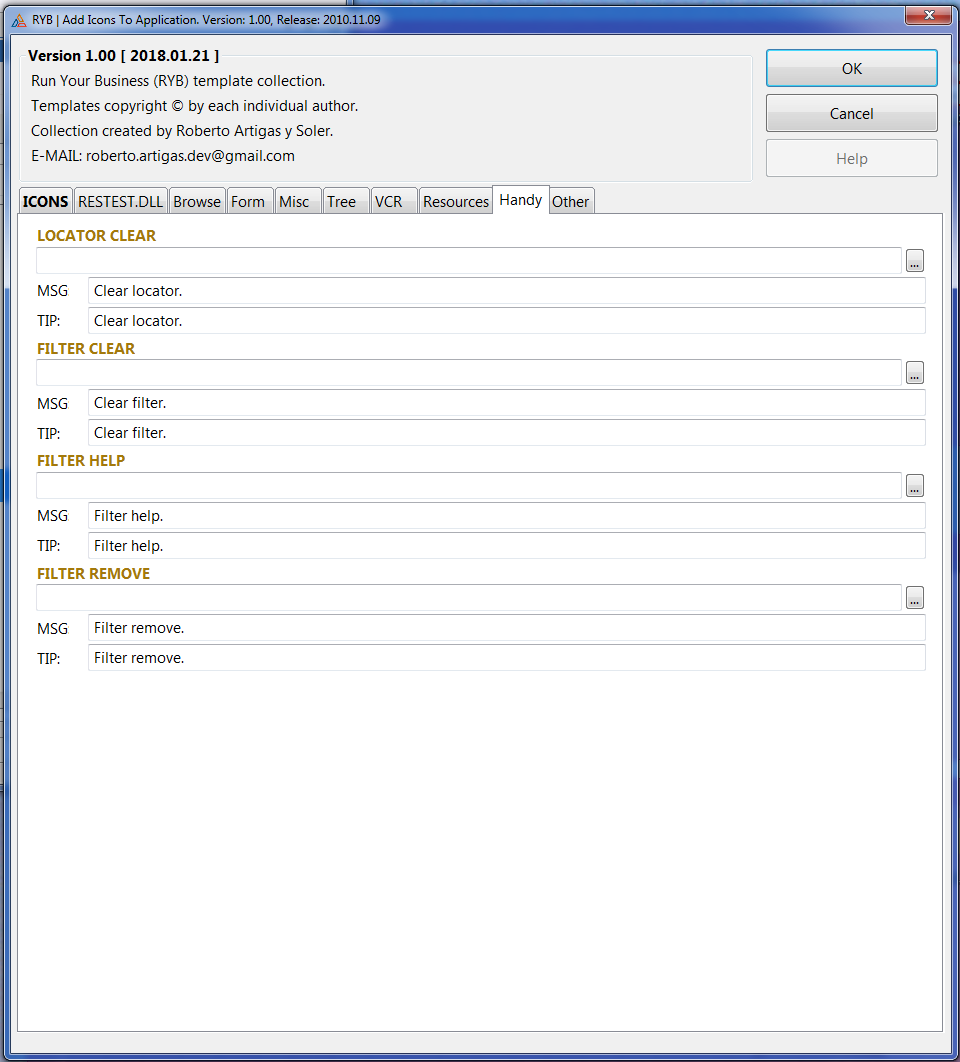 RYB | Add Icons To Application. Version: 1.00, Release: 2010.11.09
Version 1.00 [ 2018.01.21 ]
Run Your Business (RYB) template collection.
Templates copyright © by each individual author.
Collection created by Roberto Artigas y Soler.
E-MAIL: roberto.artigas.dev@gmail.com
OK
Cancel
Help
ICONS RESTEST.DLL Browse Form Misc Tree VCR Resources Handy Other
LOCATOR CLEAR
...
MSG Clear locator.
TIP: Clear locator.
FILTER CLEAR
...
MSG Clear filter.
TIP: Clear filter.
FILTER HELP
...
MSG Filter help.
TIP: Filter help.
FILTER REMOVE
...
MSG Filter remove.
TIP: Filter remove.